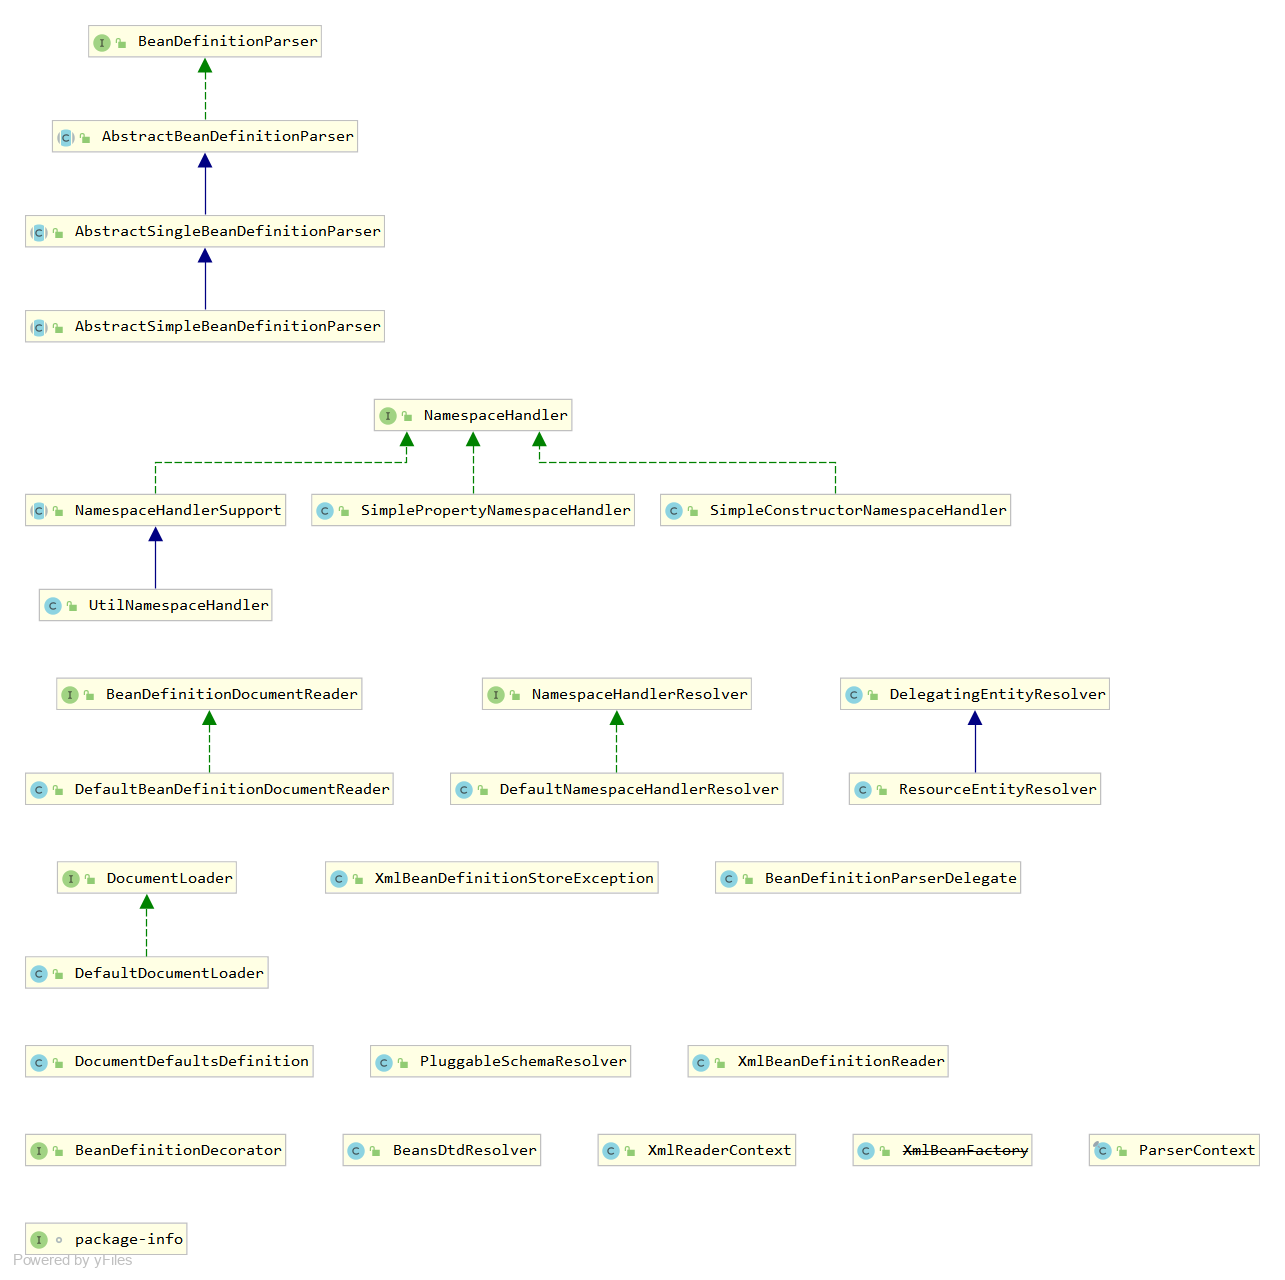 BeanDefinitionParser
AbstractBeanDefinitionParser
AbstractSingleBeanDefinitionParser
AbstractSimpleBeanDefinitionParser
NamespaceHandler
NamespaceHandlerSupport SimplePropertyNamespaceHandler SimpleConstructorNamespaceHandler
UtilNamespaceHandler
BeanDefinitionDocumentReader NamespaceHandlerResolver DelegatingEntityResolver
DefaultBeanDefinitionDocumentReader DefaultNamespaceHandlerResolver ResourceEntityResolver
DocumentLoader XmlBeanDefinitionStoreException BeanDefinitionParserDelegate
DefaultDocumentLoader
DocumentDefaultsDefinition PluggableSchemaResolver XmlBeanDefinitionReader
BeanDefinitionDecorator BeansDtdResolver XmlReaderContext XmlBeanFactory ParserContext
package-info
Powered by yFiles